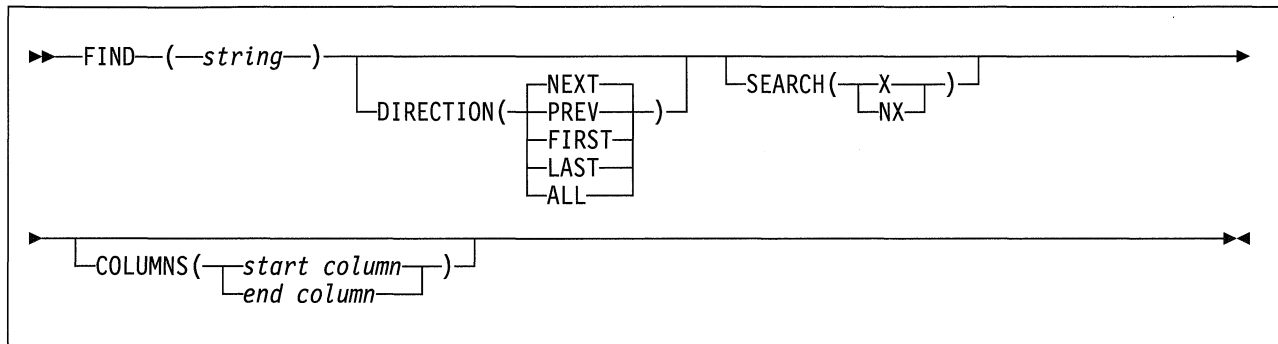 FIND (string)
NEXT
SEARCH( X )
DIRECTION( PREV )
NX
FIRST
LAST
ALL
COLUMNS( start column )
end column